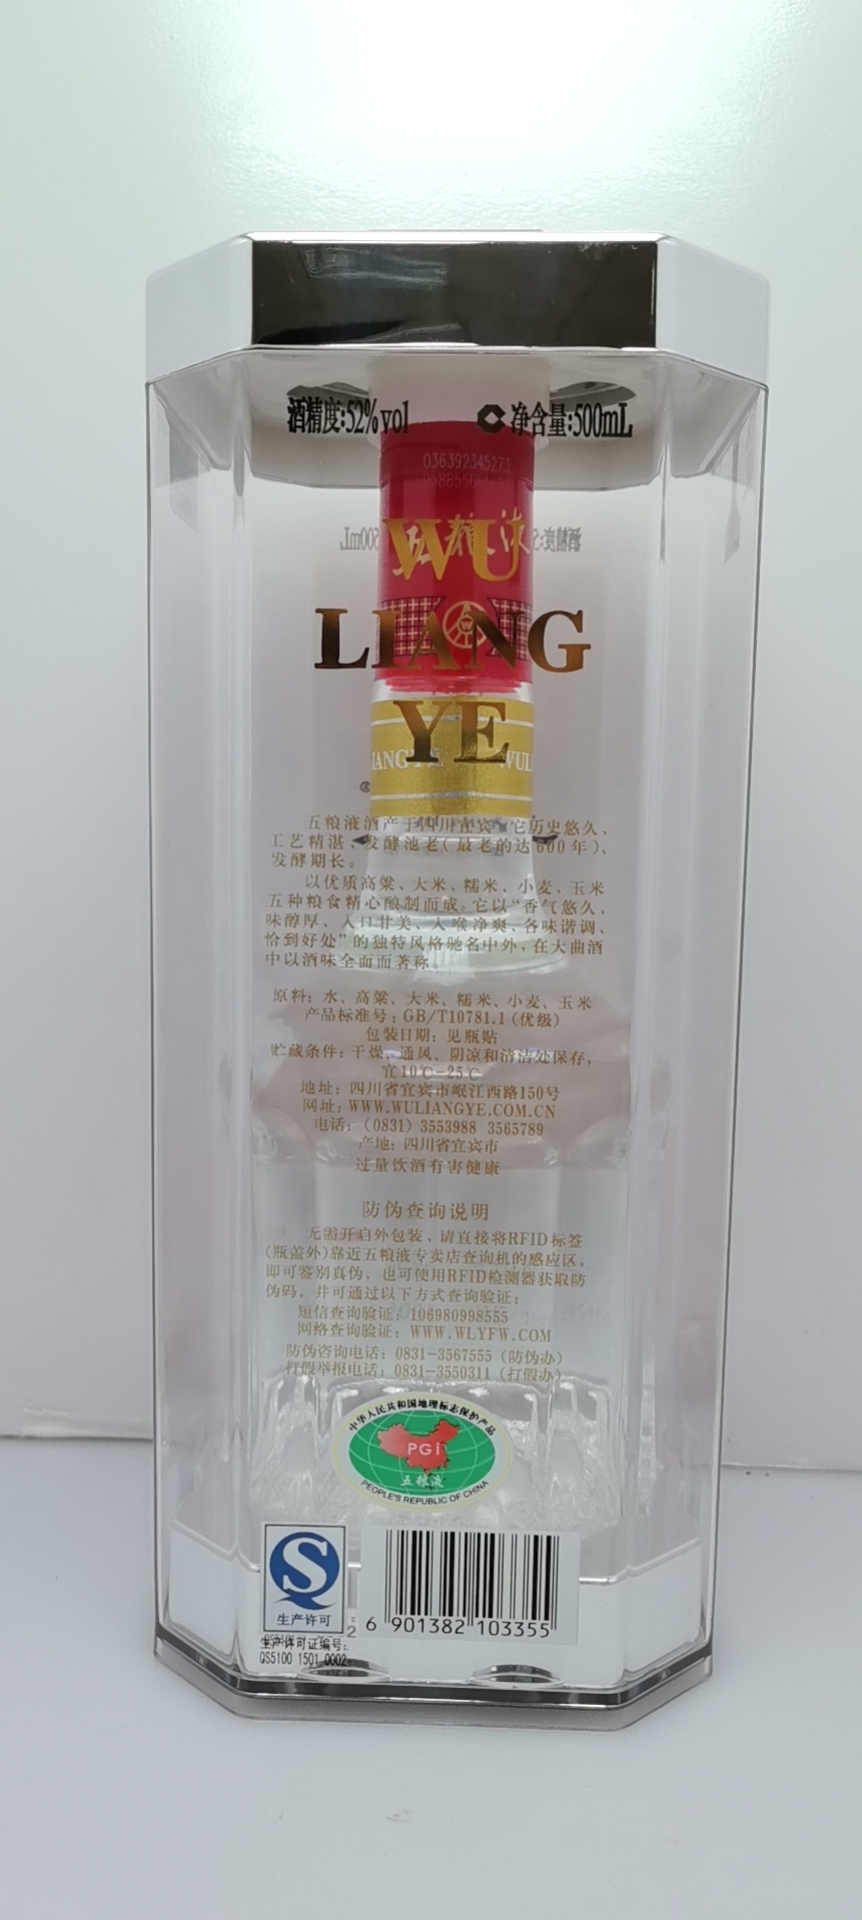 酒精度:52%vol 净含量:500mL
036392345273
WU
LIANG
YE
五粮液酒产于四川宜宾,它历史悠久、
工艺精湛、发酵池老(最老的达600年)、
发酵期长。
以优质高粱、大米、糯米、小麦、玉米
五种粮食精心酿制而成。它以“香气悠久、
味醇厚、入口甘美、入喉净爽、各味谐调、
恰到好处”的独特风格驰名中外,在大曲酒
中以酒味全面而著称。
原料:水、高粱、大米、糯米、小麦、玉米
产品标准号:GB/T10781.1(优级)
包装日期:见瓶贴
贮藏条件:干燥、通风、阴凉和清洁处保存,
宜10℃-25℃
地址:四川省宜宾市岷江西路150号
网址:WWW.WULIANGYE.COM.CN
电话:(0831) 3553988 3565789
产地:四川省宜宾市
过量饮酒有害健康
防伪查询说明
无需开启外包装,请直接将RFID标签
(瓶盖外)靠近五粮液专卖店查询机的感应区,
即可鉴别真伪,也可使用RFID检测器获取防
伪码,并可通过以下方式查询验证:
短信查询验证:106980998555
网络查询验证:WWW.WLYFW.COM
防伪咨询电话:0831-3567555 (防伪办)
打假举报电话:0831-3550311 (打假办)
中华人民共和国地理标志保护产品
PGI
五粮液
PEOPLE'S REPUBLIC OF CHINA
生产许可
6 901382 103355
生产许可证编号:
QS5100 1501 0002